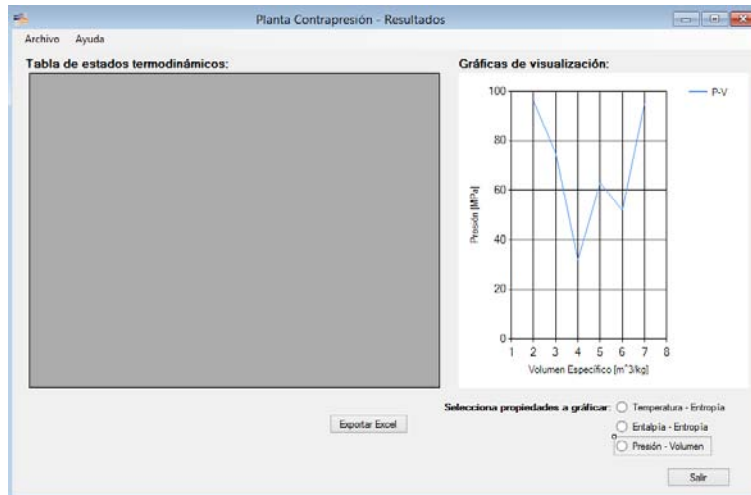 Planta Contrapresión - Resultados
Archivo Ayuda
Tabla de estados termodinámicos:
Gráficas de visualización:
P-V
100
80
60
40
20
0
Presión [MPa]
1 2 3 4 5 6 7 8
Volumen Específico [m^3/kg]
Selecciona propiedades a gráficar:
Temperatura - Entropía
Entalpía - Entropía
Presión - Volumen
Exportar Excel
Salir